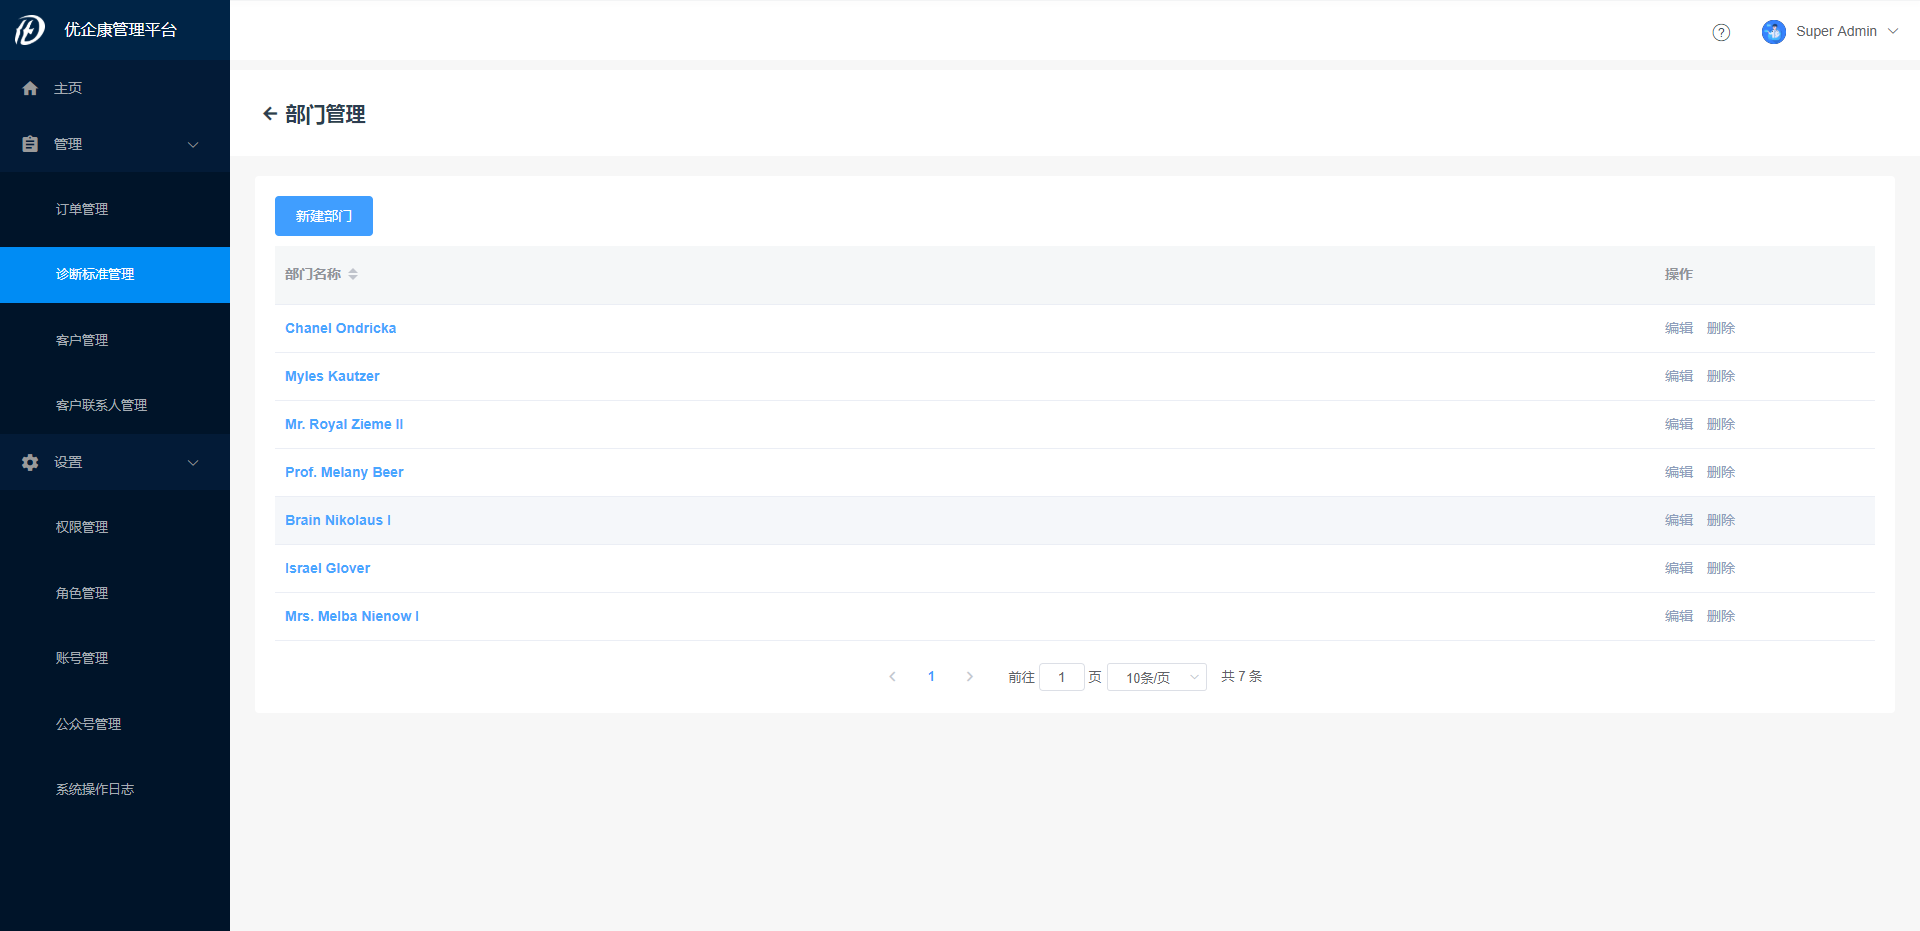 优企康管理平台
Super Admin
主页
管理
订单管理
诊断标准管理
客户管理
客户联系人管理
设置
权限管理
角色管理
账号管理
公众号管理
系统操作日志
部门管理
新建部门
部门名称 操作
Chanel Ondricka 编辑 删除
Myles Kautzer 编辑 删除
Mr. Royal Zieme II 编辑 删除
Prof. Melany Beer 编辑 删除
Brain Nikolaus I 编辑 删除
Israel Glover 编辑 删除
Mrs. Melba Nienow I 编辑 删除
1 前往 1 页 10条/页 共 7 条